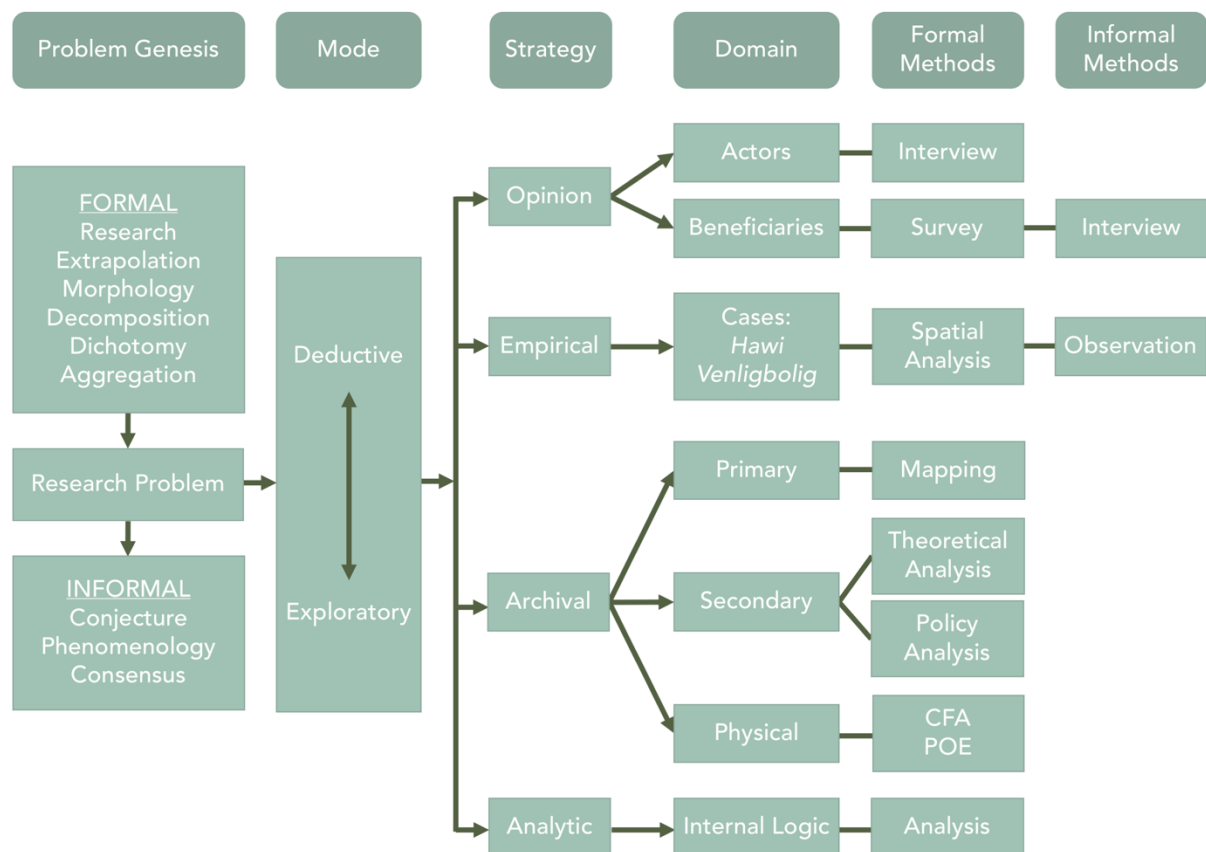 Problem Genesis
Mode
Strategy
Domain
Formal
Methods
Informal
Methods
FORMAL
Research
Extrapolation
Morphology
Decomposition
Dichotomy
Aggregation
Research Problem
INFORMAL
Conjecture
Phenomenology
Consensus
Deductive
Exploratory
Opinion
Actors
Interview
Beneficiaries
Survey
Interview
Empirical
Cases:
Hawi
Venligbolig
Spatial
Analysis
Observation
Archival
Primary
Mapping
Secondary
Theoretical
Analysis
Policy
Analysis
Physical
CFA
POE
Analytic
Internal Logic
Analysis